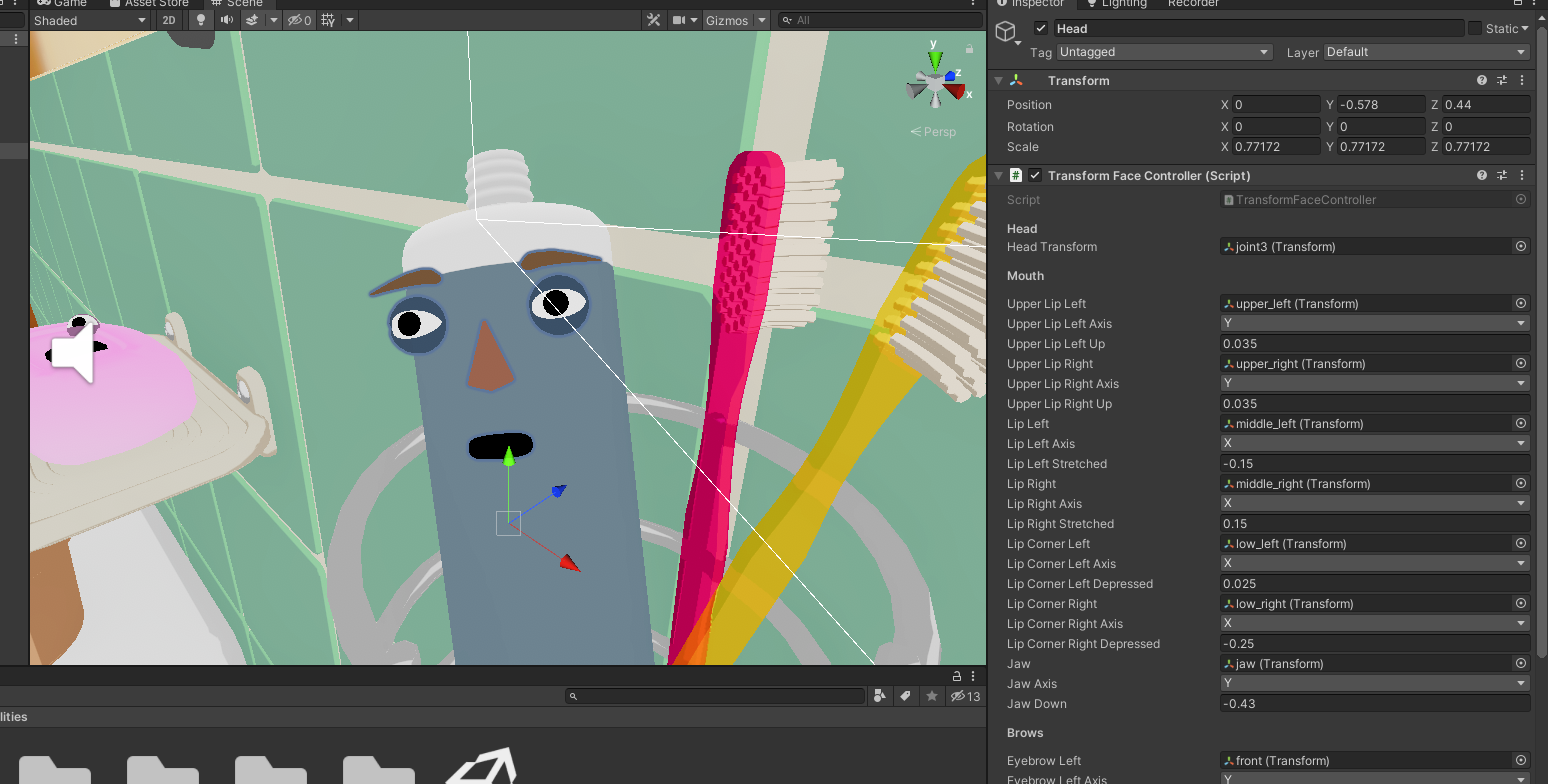 Game Asset Store Scene
Inspector Lighting Recorder
Shaded 2D 0 Gizmos All
Head Static
Tag Untagged Layer Default
Transform
Position X 0 Y -0.578 Z 0.44
Rotation X 0 Y 0 Z 0
Scale X 0.77172 Y 0.77172 Z 0.77172
y
z
x
Persp
Transform Face Controller (Script)
Script TransformFaceController
Head
Head Transform joint3 (Transform)
Mouth
Upper Lip Left upper_left (Transform)
Upper Lip Left Axis Y
Upper Lip Left Up 0.035
Upper Lip Right upper_right (Transform)
Upper Lip Right Axis Y
Upper Lip Right Up 0.035
Lip Left middle_left (Transform)
Lip Left Axis X
Lip Left Stretched -0.15
Lip Right middle_right (Transform)
Lip Right Axis X
Lip Right Stretched 0.15
Lip Corner Left low_left (Transform)
Lip Corner Left Axis X
Lip Corner Left Depressed 0.025
Lip Corner Right low_right (Transform)
Lip Corner Right Axis X
Lip Corner Right Depressed -0.25
Jaw jaw (Transform)
Jaw Axis Y
Jaw Down -0.43
Brows
Eyebrow Left front (Transform)
Eyebrow Left Axis Y
13
lities